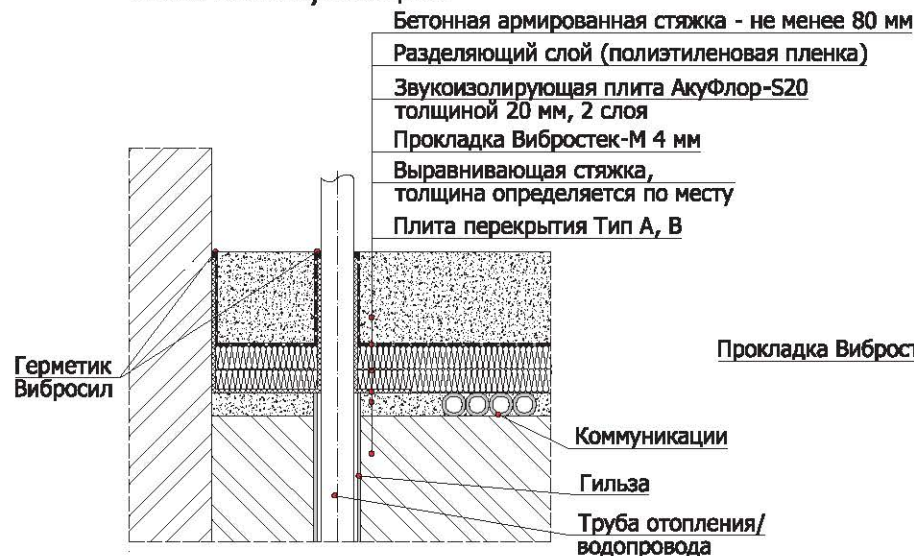 Бетонная армированная стяжка - не менее 80 мм
Разделяющий слой (полиэтиленовая пленка)
Звукоизолирующая плита АкуФлор-S20
толщиной 20 мм, 2 слоя
Прокладка Вибростек-М 4 мм
Выравнивающая стяжка,
толщина определяется по месту
Плита перекрытия Тип А, В
Герметик
Вибросил
Прокладка
Коммуникации
Гильза
Труба отопления/
водопровода